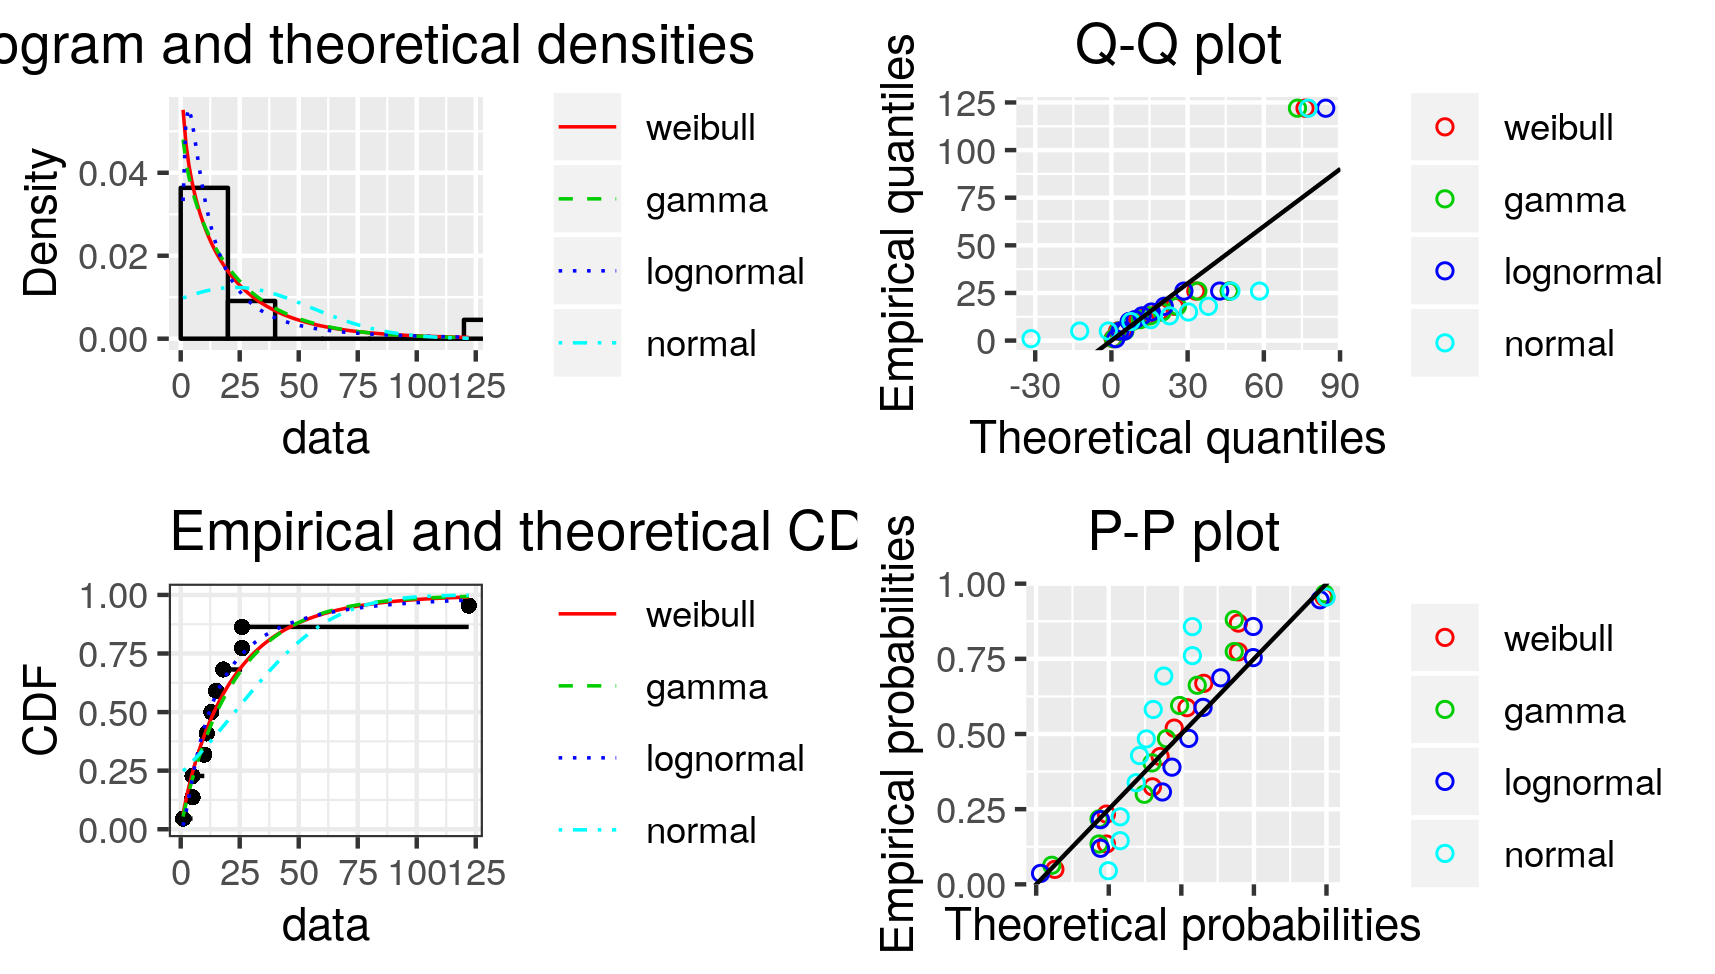 ogram and theoretical densities
Density
0.04
0.02
0.00
0 25 50 75 100 125
data
weibull
gamma
lognormal
normal
Q-Q plot
Empirical quantiles
125
100
75
50
25
0
-30 0 30 60 90
Theoretical quantiles
weibull
gamma
lognormal
normal
Empirical and theoretical CD
CDF
1.00
0.75
0.50
0.25
0.00
0 25 50 75 100 125
data
weibull
gamma
lognormal
normal
P-P plot
Empirical probabilities
1.00
0.75
0.50
0.25
0.00
Theoretical probabilities
weibull
gamma
lognormal
normal